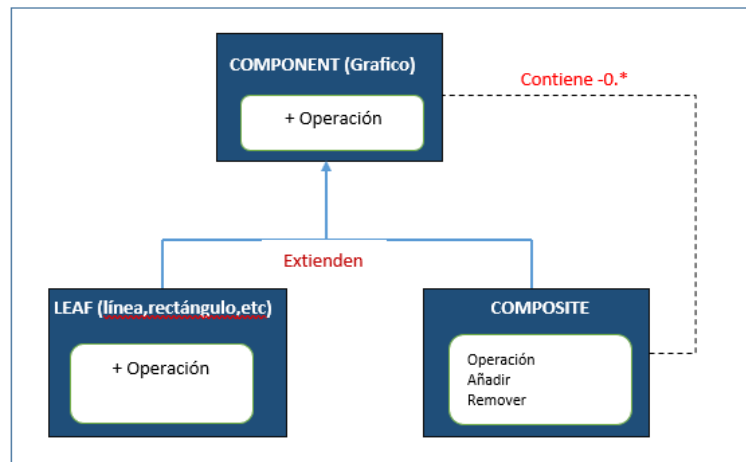 COMPONENT (Grafico)
+ Operación
Contiene -0.*
Extienden
LEAF (línea,rectángulo,etc)
+ Operación
COMPOSITE
Operación
Añadir
Remover